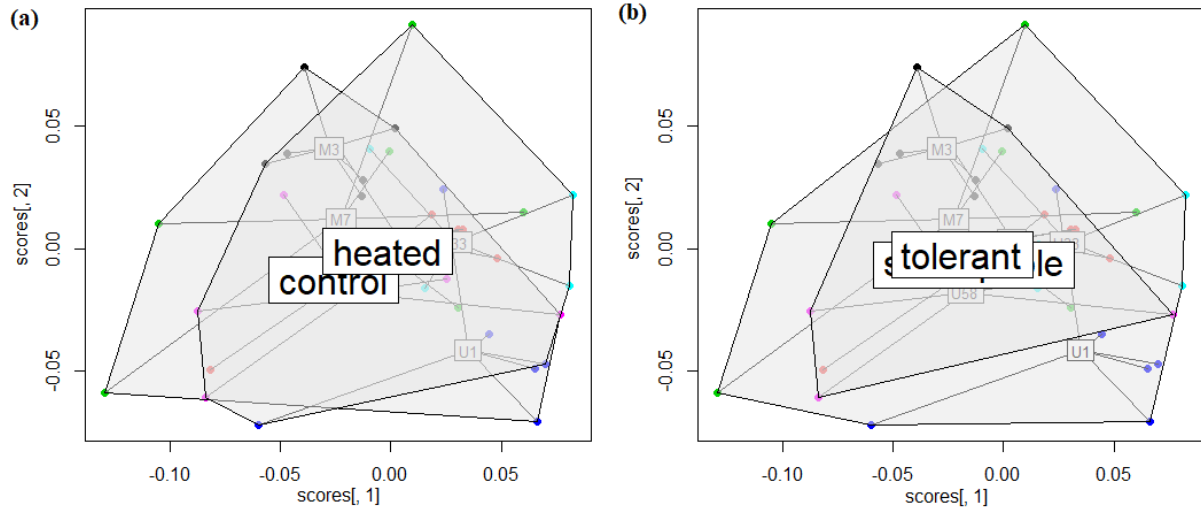 (a)
0.05
0.00
-0.05
scores[, 2]
M3
M7
33
heated
control
U1
-0.10
-0.05
0.00
0.05
scores[, 1]
(b)
0.05
0.00
-0.05
scores[, 2]
M3
M7
tolerant
U58
U1
-0.10
-0.05
0.00
0.05
scores[, 1]